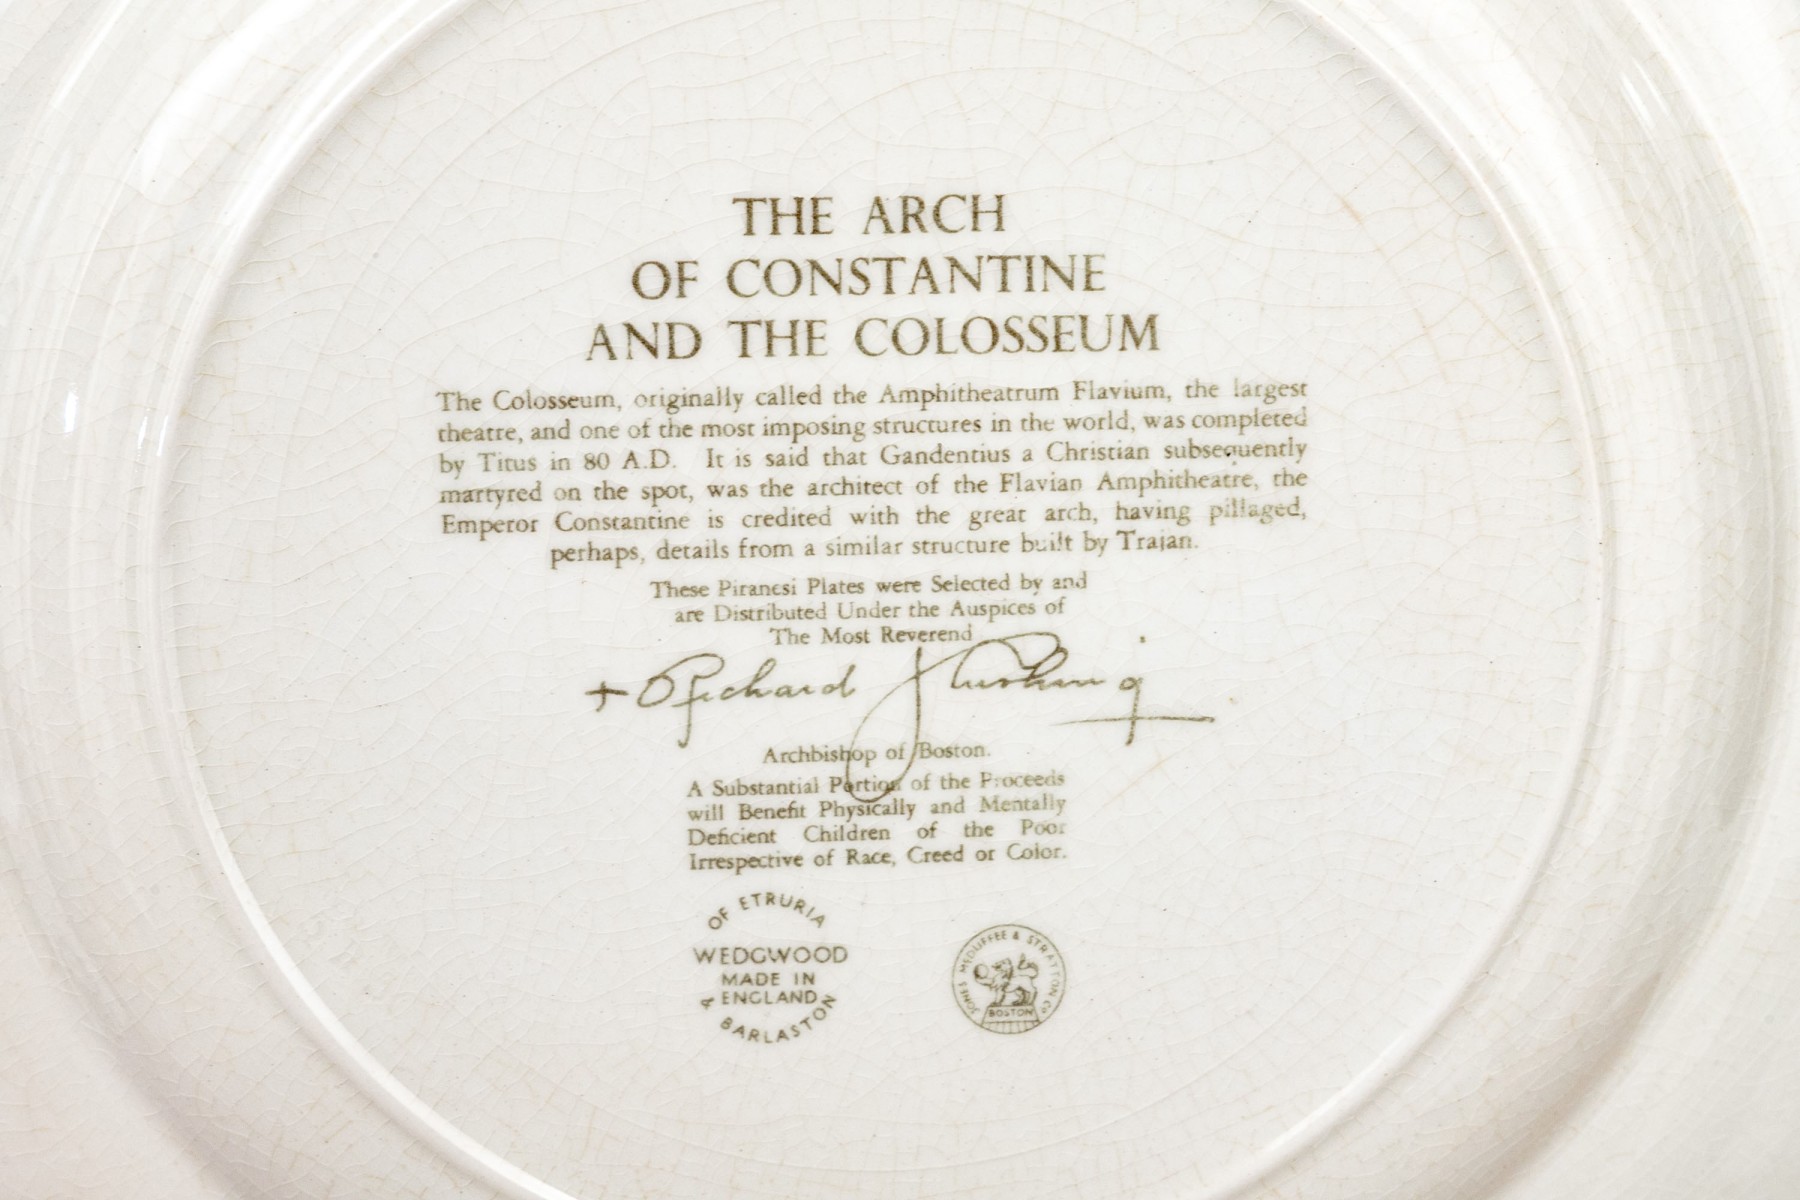 THE ARCH
OF CONSTANTINE
AND THE COLOSSEUM
The Colosseum, originally called the Amphitheatrum Flavium, the largest
theatre, and one of the most imposing structures in the world, was completed
by Titus in 80 A.D. It is said that Gandentius a Christian subsequently
martyred on the spot, was the architect of the Flavian Amphitheatre, the
Emperor Constantine is credited with the great arch, having pillaged,
perhaps, details from a similar structure built by Trajan.
These Piranesi Plates were Selected by and
are Distributed Under the Auspices of
The Most Reverend
+ Richard J Cushing
Archbishop of Boston.
A Substantial Portion of the Proceeds
will Benefit Physically and Mentally
Deficient Children of the Poor
Irrespective of Race, Creed or Color.
OF ETRURIA
WEDGWOOD
MADE IN
ENGLAND
& BARLASTON
JONES McDUFFEE & STRATTON Co
BOSTON